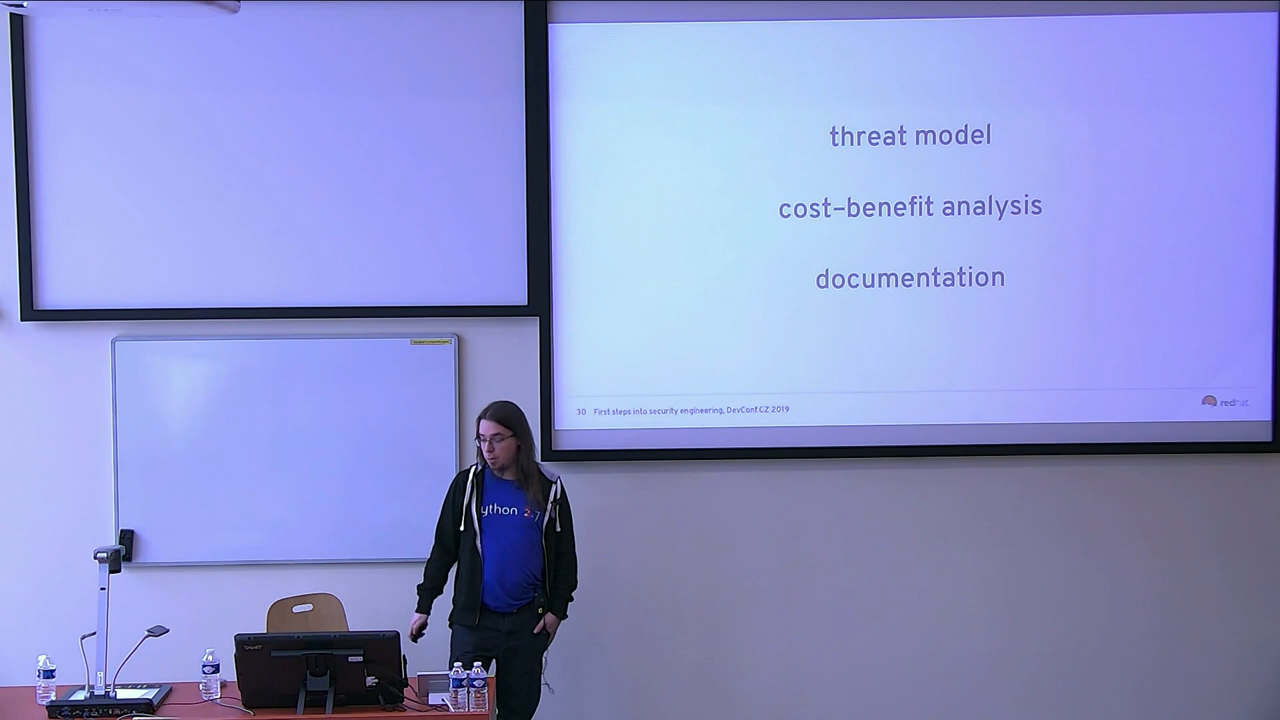 threat model
cost–benefit analysis
documentation
30 First steps into security engineering, DevConf.CZ 2019
redhat.
ython 2.7